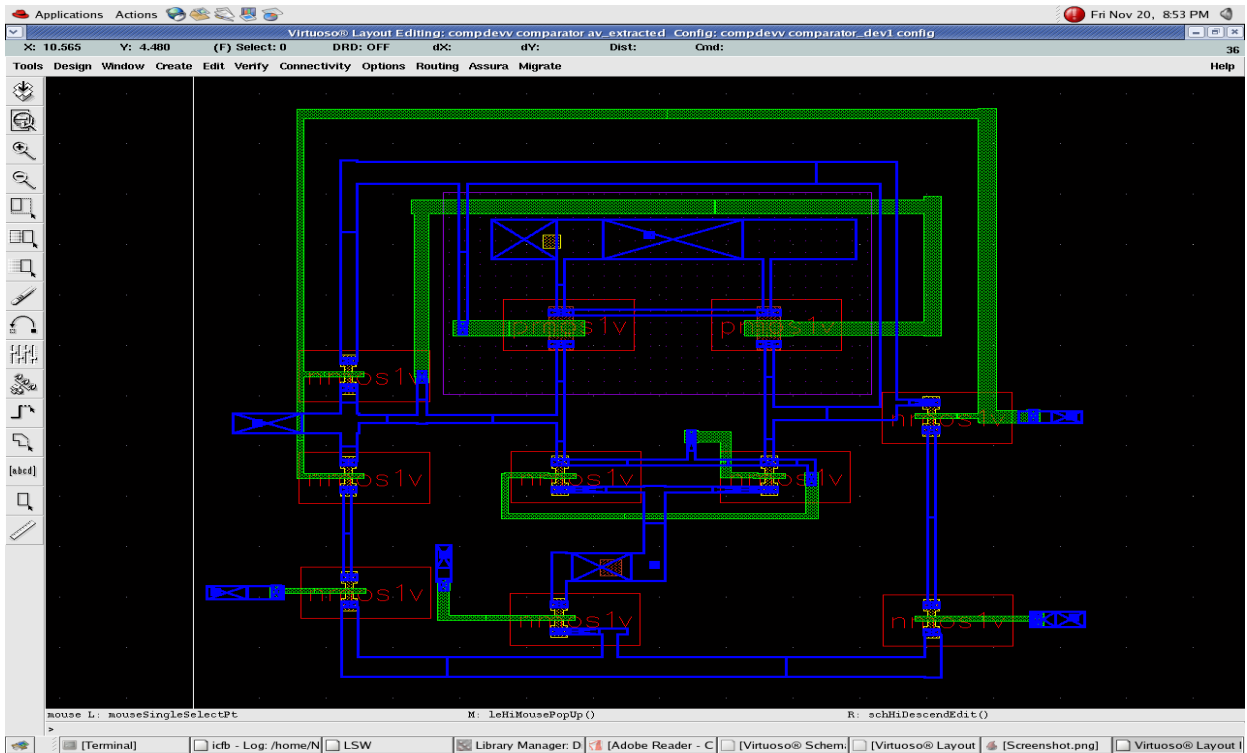 Applications Actions Fri Nov 20, 8:53 PM
Virtuoso® Layout Editing: compdevv comparator av_extracted Config: compdevv comparator_dev1 config
X: 10.565 Y: 4.480 (F) Select: 0 DRD: OFF dX: dY: Dist: Cmd:
36
Tools Design Window Create Edit Verify Connectivity Options Routing Assura Migrate Help
[abcd]
pmos1v pmos1v
nmos1v
nmos1v
nmos1v nmos1v nmos1v
nmos1v
nmos1v nmos1v
mouse L: mouseSingleSelectPt M: leHiMousePopUp() R: schHiDescendEdit()
>
[Terminal] icfb - Log: /home/N LSW Library Manager: D [Adobe Reader - C [Virtuoso® Schem. [Virtuoso® Layout [Screenshot.png] Virtuoso® Layout